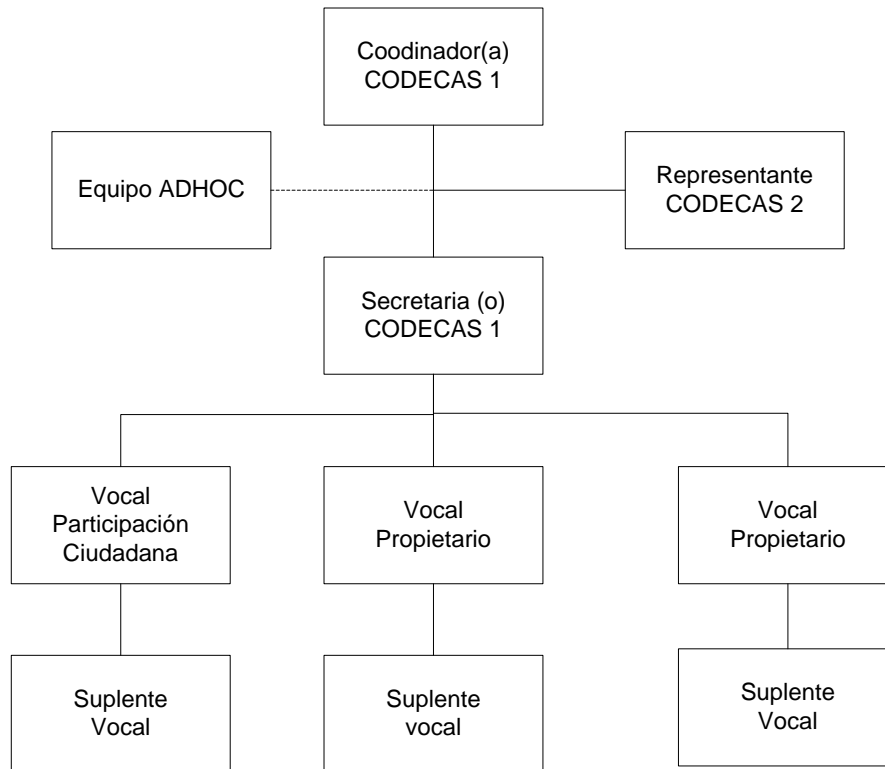 Coodinador(a)
CODECAS 1
Equipo ADHOC
Representante
CODECAS 2
Secretaria (o)
CODECAS 1
Vocal
Participación
Ciudadana
Vocal
Propietario
Vocal
Propietario
Suplente
Vocal
Suplente
vocal
Suplente
Vocal